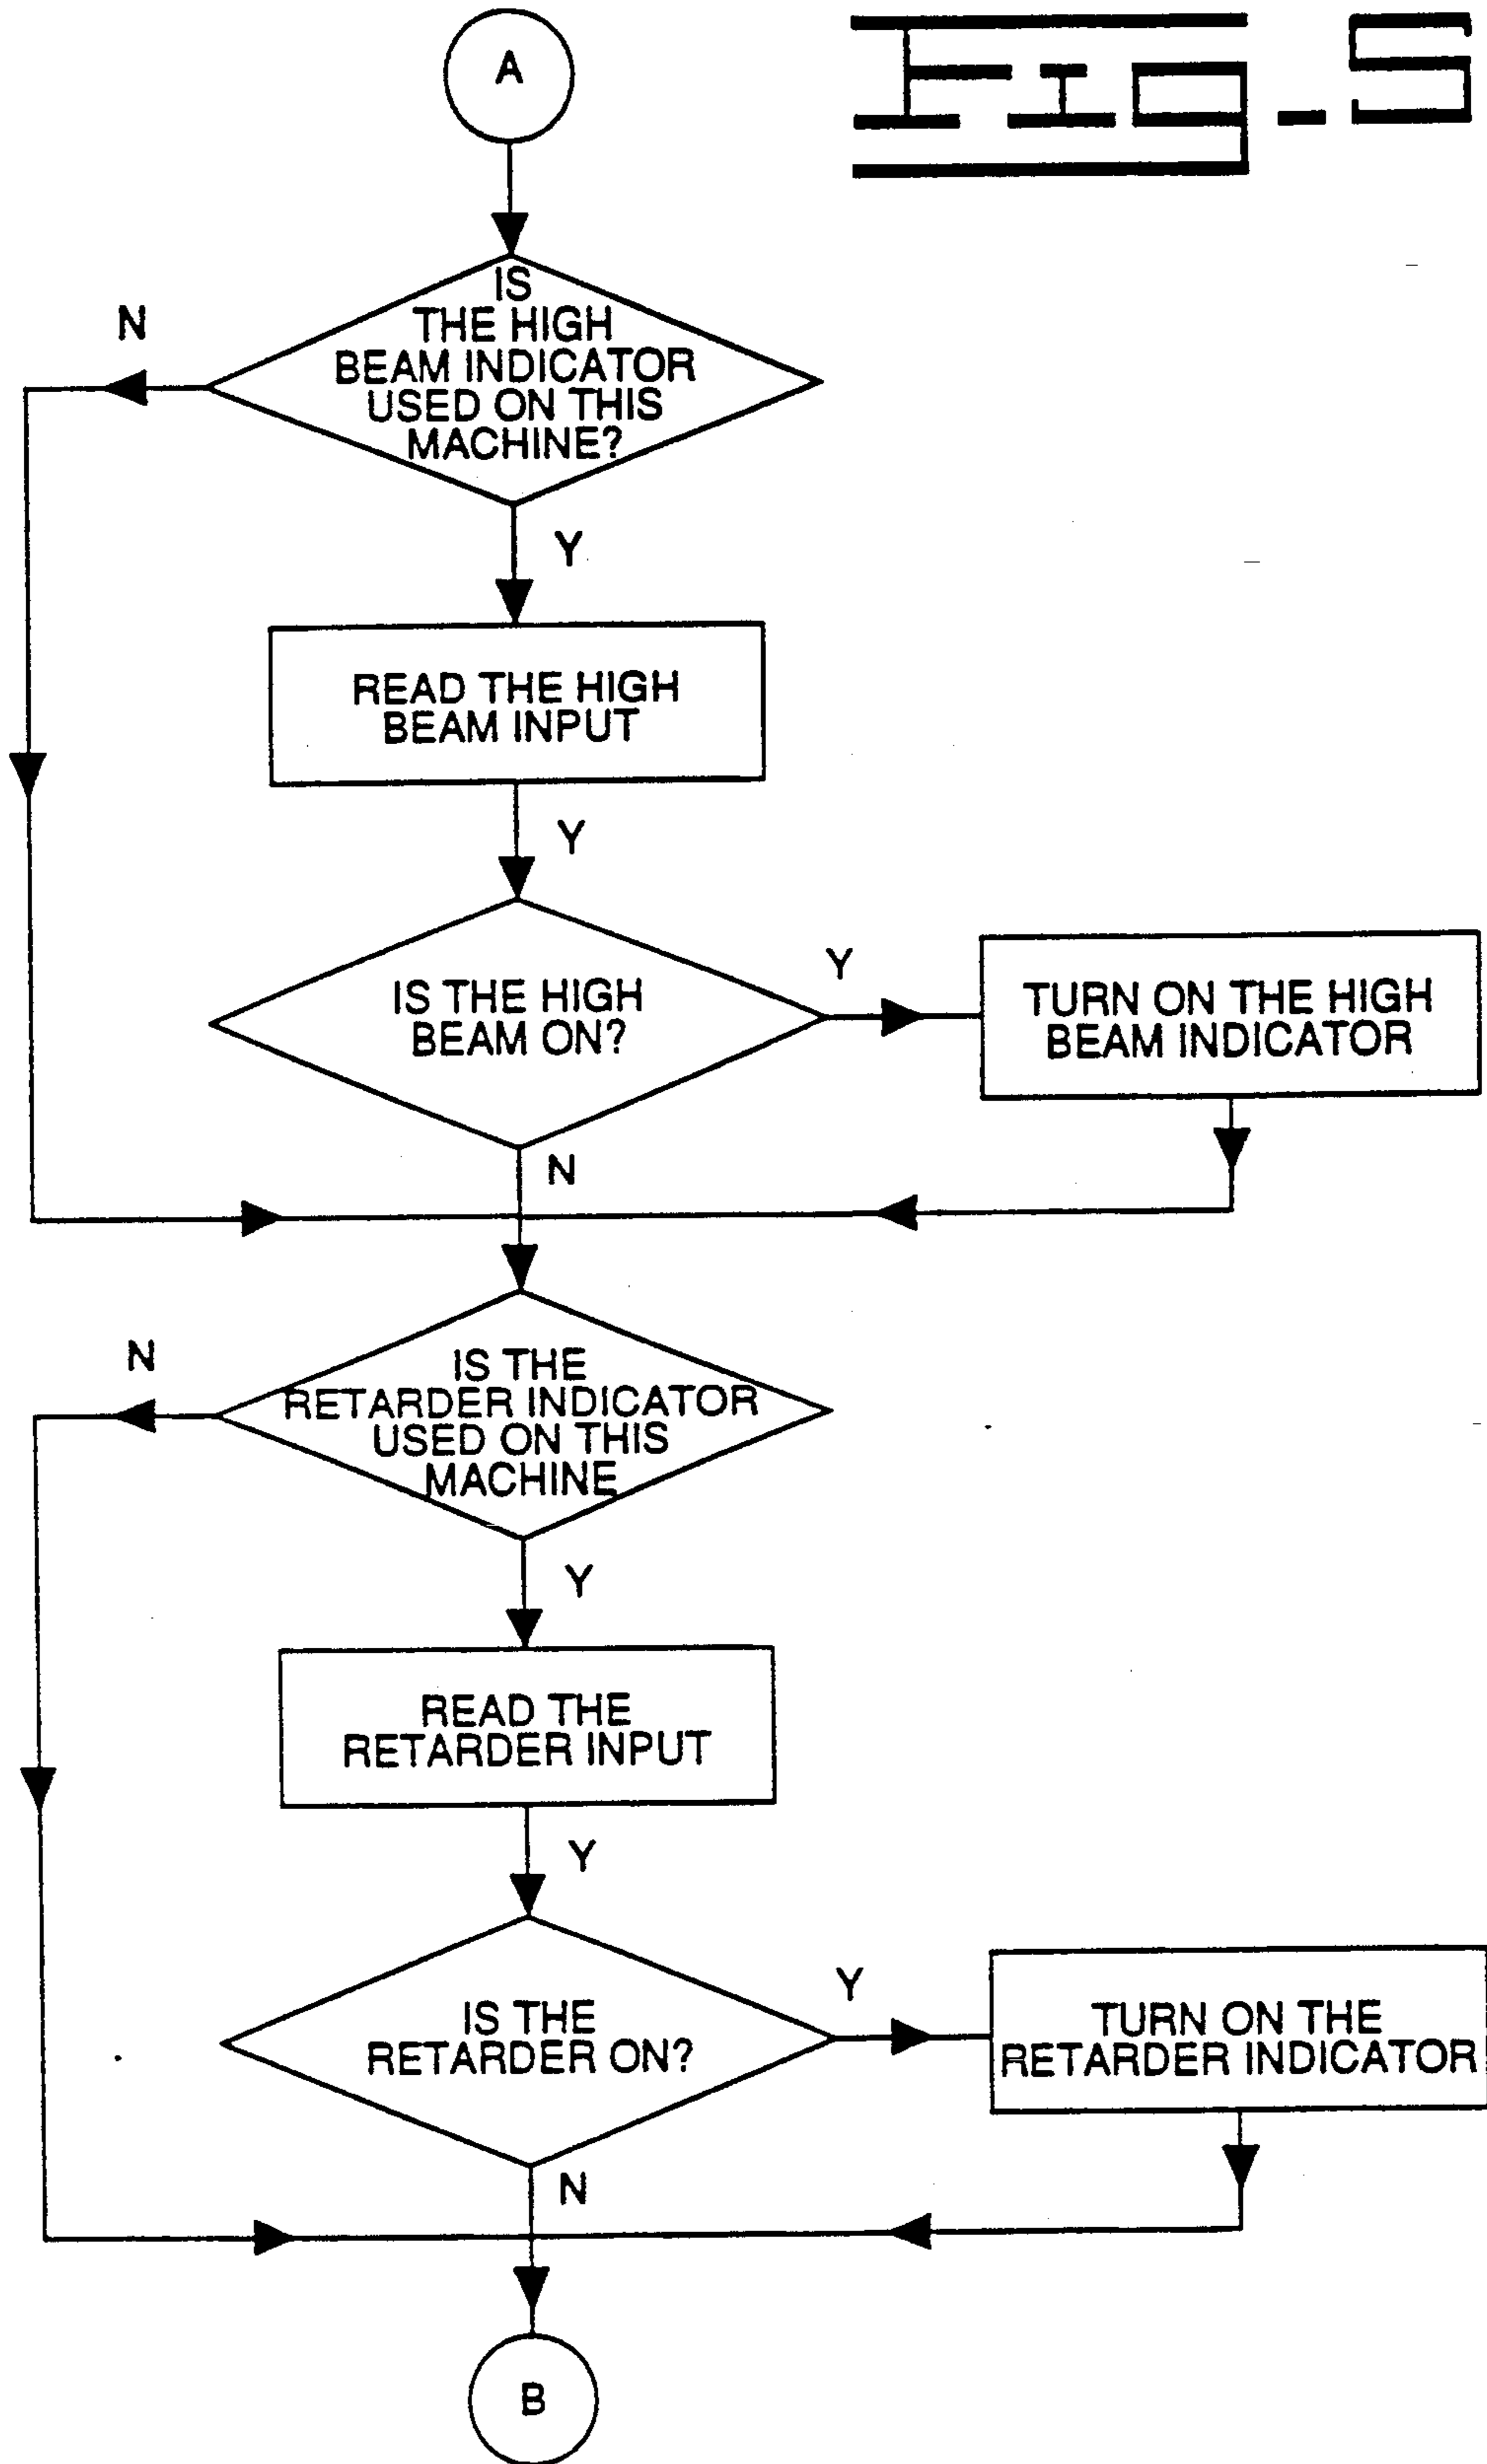 A
Fig_5
IS
THE HIGH
BEAM INDICATOR
USED ON THIS
MACHINE?
N
Y
READ THE HIGH
BEAM INPUT
Y
IS THE HIGH
BEAM ON?
Y
TURN ON THE HIGH
BEAM INDICATOR
N
IS THE
RETARDER INDICATOR
USED ON THIS
MACHINE
N
Y
READ THE
RETARDER INPUT
Y
IS THE
RETARDER ON?
Y
TURN ON THE
RETARDER INDICATOR
N
B